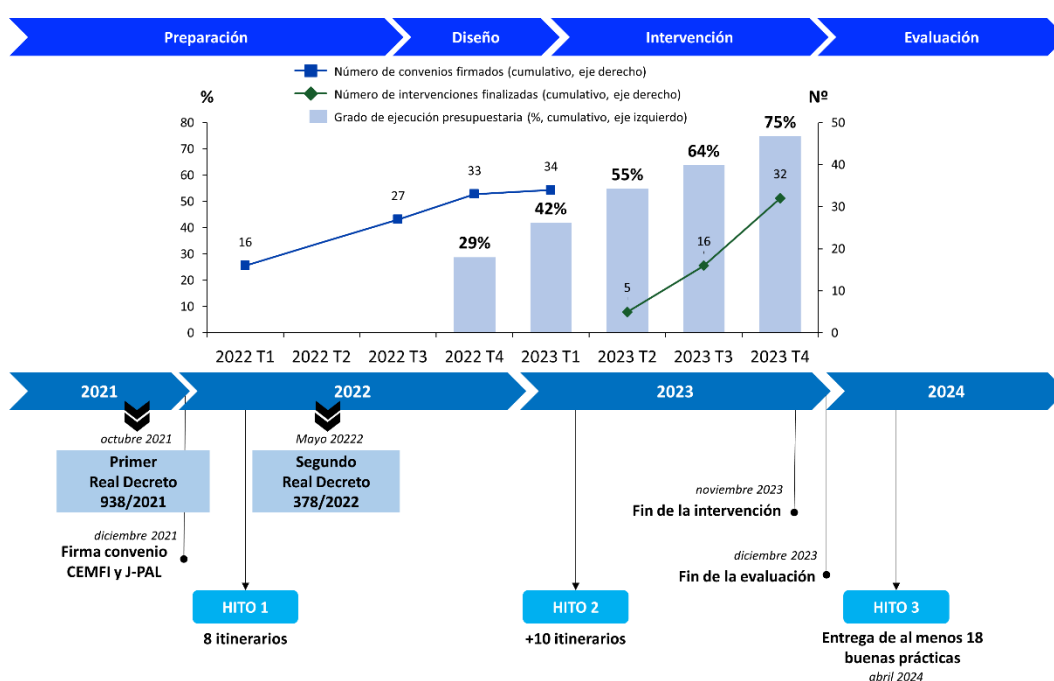 Preparación
Diseño
Intervención
Evaluación
Número de convenios firmados (cumulativo, eje derecho)
Número de intervenciones finalizadas (cumulativo, eje derecho)
Grado de ejecución presupuestaria (%, cumulativo, eje izquierdo)
%
Nº
80
70
60
50
40
30
20
10
0
50
40
30
20
10
0
16
27
33
34
29%
42%
55%
64%
75%
5
16
32
2022 T1
2022 T2
2022 T3
2022 T4
2023 T1
2023 T2
2023 T3
2023 T4
2021
2022
2023
2024
octubre 2021
Primer
Real Decreto
938/2021
Mayo 20222
Segundo
Real Decreto
378/2022
diciembre 2021
Firma convenio
CEMFI y J-PAL
noviembre 2023
Fin de la intervención
diciembre 2023
Fin de la evaluación
HITO 1
8 itinerarios
HITO 2
+10 itinerarios
HITO 3
Entrega de al menos 18
buenas prácticas
abril 2024